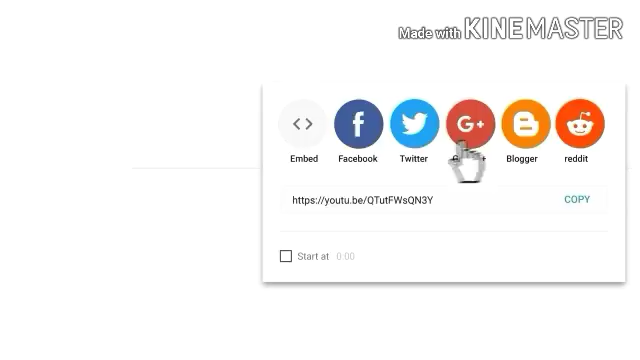 Made with KINEMASTER
<>
f
G+
B
Embed
Facebook
Twitter
Blogger
reddit
https://youtu.be/QTutFWsQN3Y
COPY
Start at 0.00